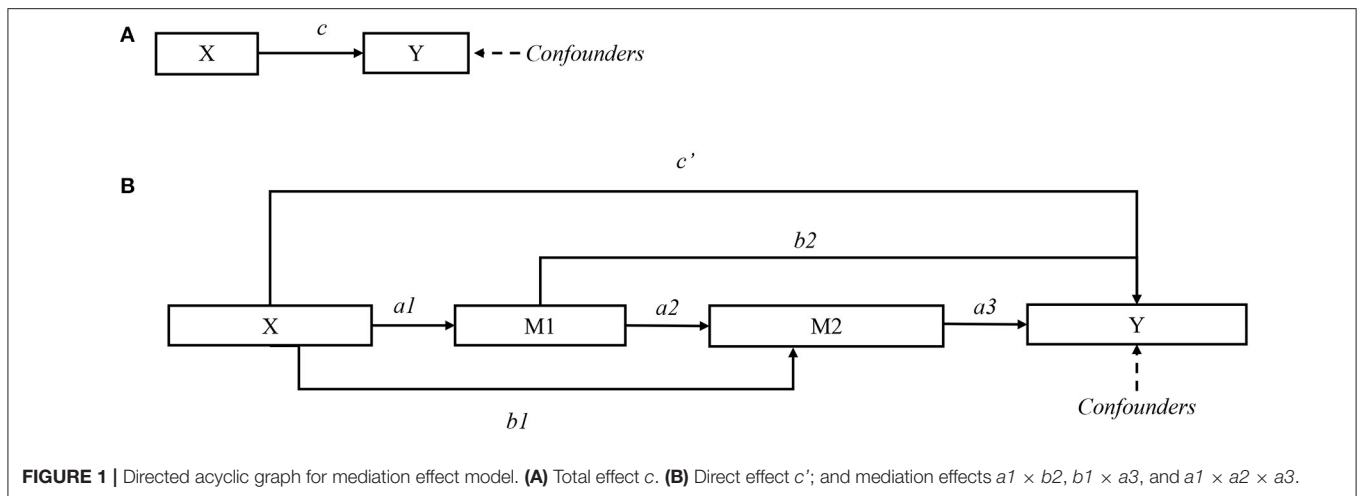 A
X
c
Y
Confounders
B
c’
b2
X
a1
M1
a2
M2
a3
Y
b1
Confounders
FIGURE 1 | Directed acyclic graph for mediation effect model. (A) Total effect c. (B) Direct effect c’; and mediation effects a1 × b2, b1 × a3, and a1 × a2 × a3.